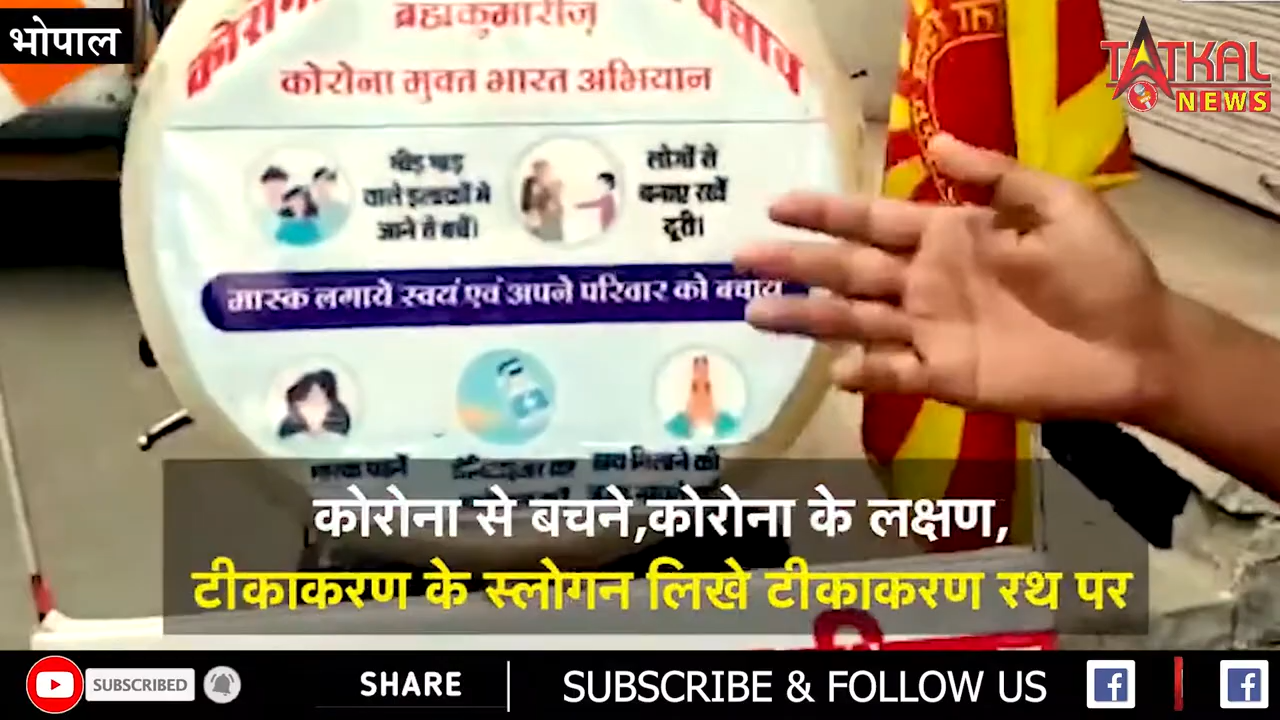 भोपाल
TATKAL
NEWS
ब्रह्मकुमारीज़
कोरोना मुक्त भारत अभियान
भीड़ भाड़
वाले इलाकों में
जाने से बचें।
लोगों से
बनाए रखें
दूरी।
मास्क लगाये स्वयं एवं अपने परिवार को बचाय
कोरोना से बचने,कोरोना के लक्षण,
टीकाकरण के स्लोगन लिखे टीकाकरण रथ पर
SUBSCRIBED
SHARE
SUBSCRIBE & FOLLOW US